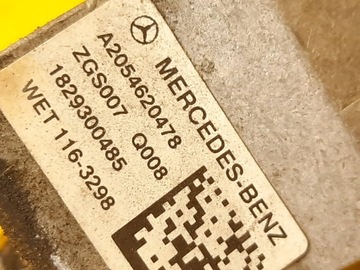 MERCEDES-BENZ
A2054620478
ZGS007 Q008
1829300485
WET 116-3298